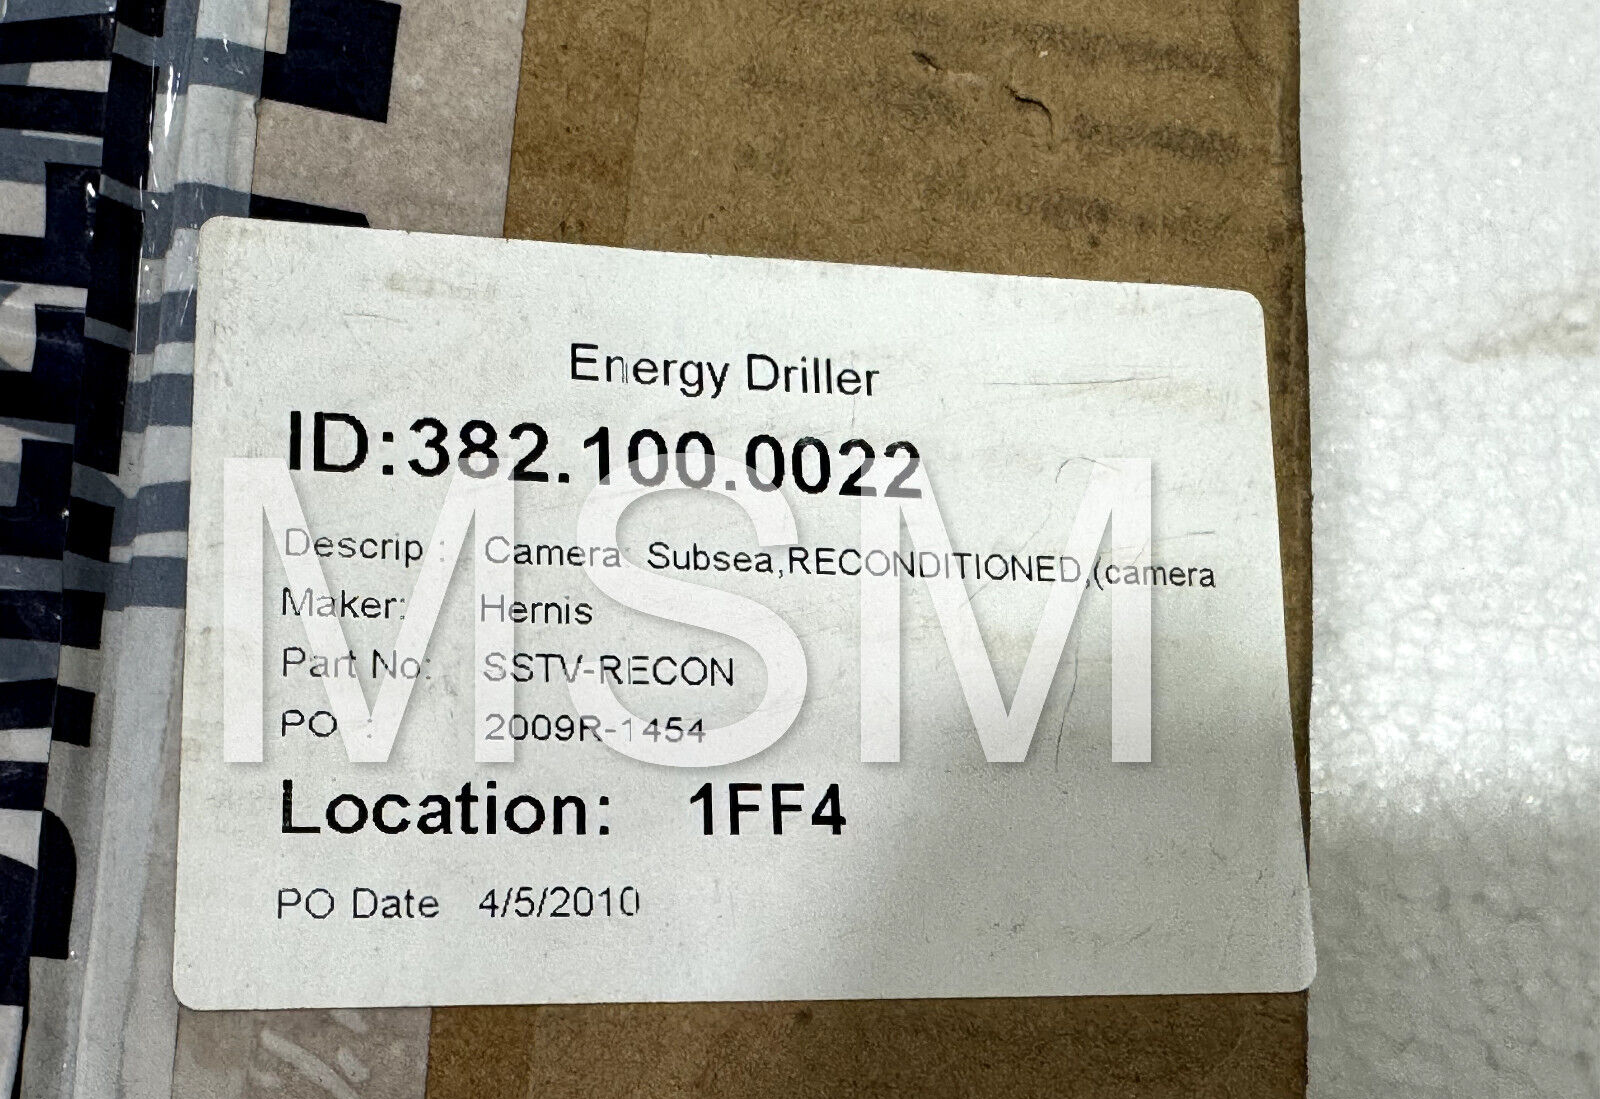 Energy Driller
ID:382.100.0022
Descrip : Camera Subsea,RECONDITIONED,(camera
Maker: Hernis
Part No: SSTV-RECON
PO : 2009R-1454
Location: 1FF4
PO Date 4/5/2010
MSM